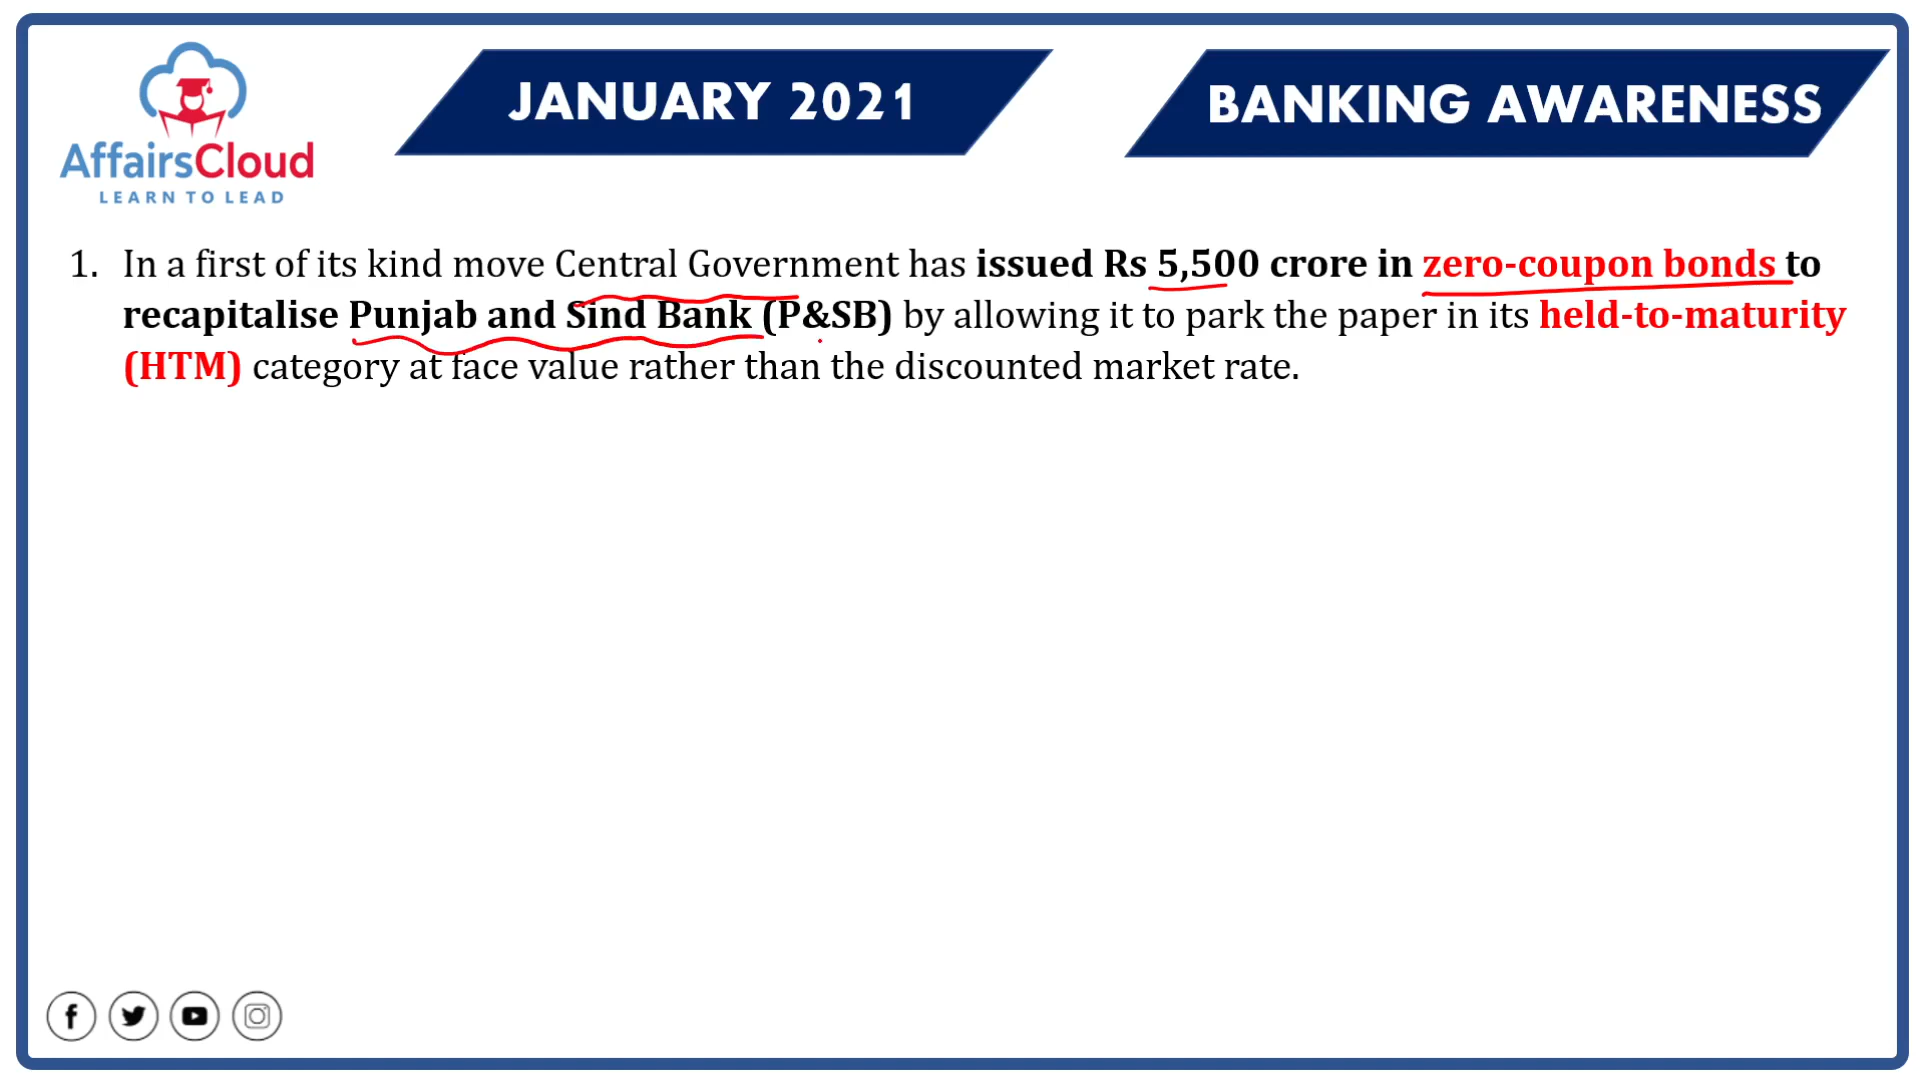 AffairsCloud
LEARN TO LEAD
JANUARY 2021
BANKING AWARENESS
1. In a first of its kind move Central Government has issued Rs 5,500 crore in zero-coupon bonds to
recapitalise Punjab and Sind Bank (P&SB) by allowing it to park the paper in its held-to-maturity
(HTM) category at face value rather than the discounted market rate.